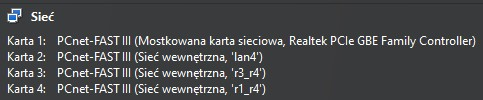 Sieć
Karta 1: PCnet-FAST III (Mostkowana karta sieciowa, Realtek PCIe GBE Family Controller)
Karta 2: PCnet-FAST III (Sieć wewnętrzna, 'lan4')
Karta 3: PCnet-FAST III (Sieć wewnętrzna, 'r3_r4')
Karta 4: PCnet-FAST III (Sieć wewnętrzna, 'r1_r4')